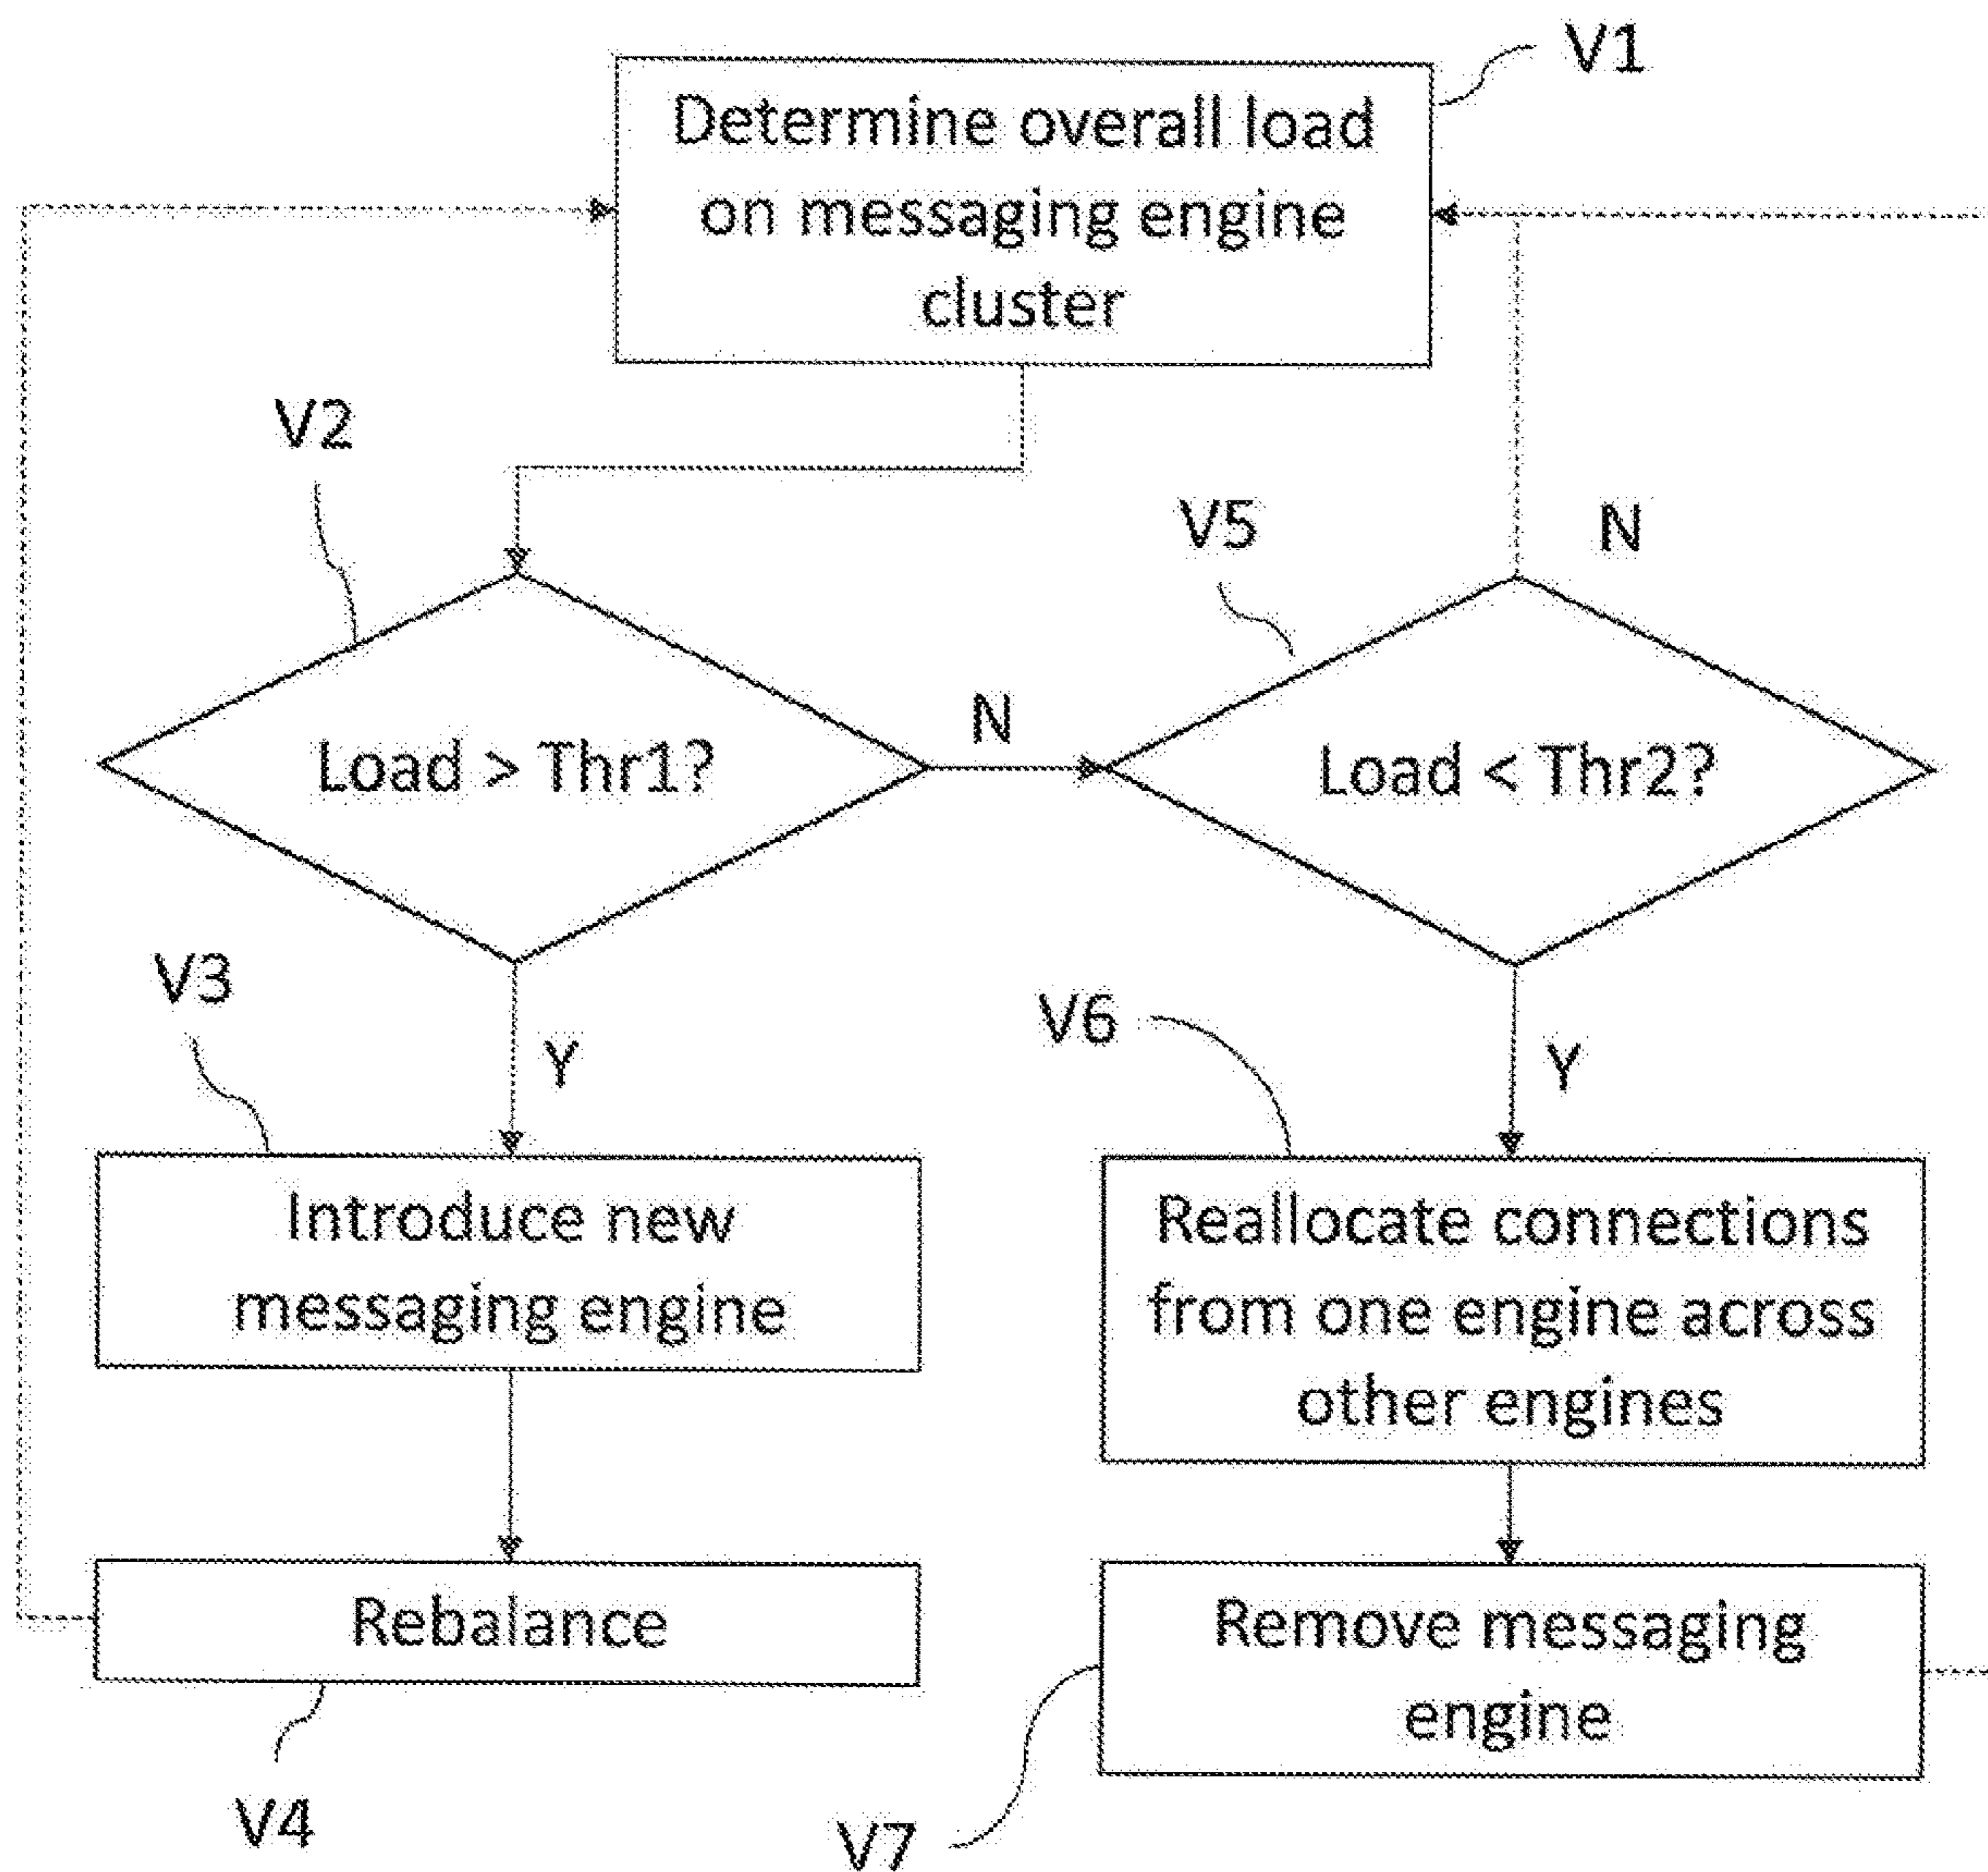 V1
Determine overall load
on messaging engine
cluster
V2
V5
N
Load > Thr1?
N
Load < Thr2?
V3
Y
V6
Y
Introduce new
messaging engine
Reallocate connections
from one engine across
other engines
Rebalance
Remove messaging
engine
V4
V7